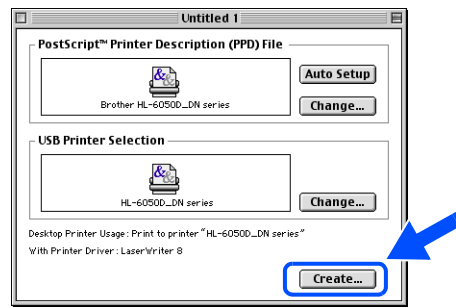 Untitled 1
PostScript™ Printer Description (PPD) File
Auto Setup
Brother HL-6050D_DN series
Change...
USB Printer Selection
HL-6050D_DN series
Change...
Desktop Printer Usage: Print to printer "HL-6050D_DN series"
With Printer Driver: LaserWriter 8
Create...